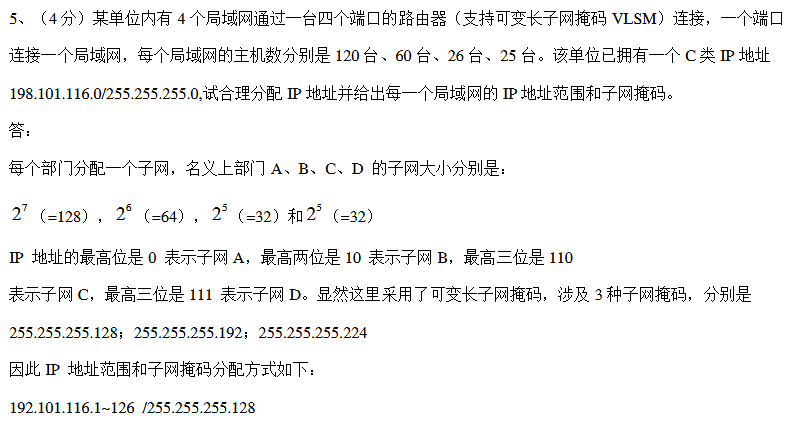 5、（4 分）某单位内有 4 个局域网通过一台四个端口的路由器（支持可变长子网掩码 VLSM）连接，一个端口
连接一个局域网，每个局域网的主机数分别是 120 台、60 台、26 台、25 台。该单位已拥有一个 C 类 IP 地址
198.101.116.0/255.255.255.0,试合理分配 IP 地址并给出每一个局域网的 IP 地址范围和子网掩码。
答：
每个部门分配一个子网，名义上部门 A、B、C、D 的子网大小分别是：
2^7（=128），2^6（=64），2^5（=32）和 2^5（=32）
IP 地址的最高位是 0 表示子网 A，最高两位是 10 表示子网 B，最高三位是 110
表示子网 C，最高三位是 111 表示子网 D。显然这里采用了可变长子网掩码，涉及 3 种子网掩码，分别是
255.255.255.128；255.255.255.192；255.255.255.224
因此 IP 地址范围和子网掩码分配方式如下：
192.101.116.1~126 /255.255.255.128